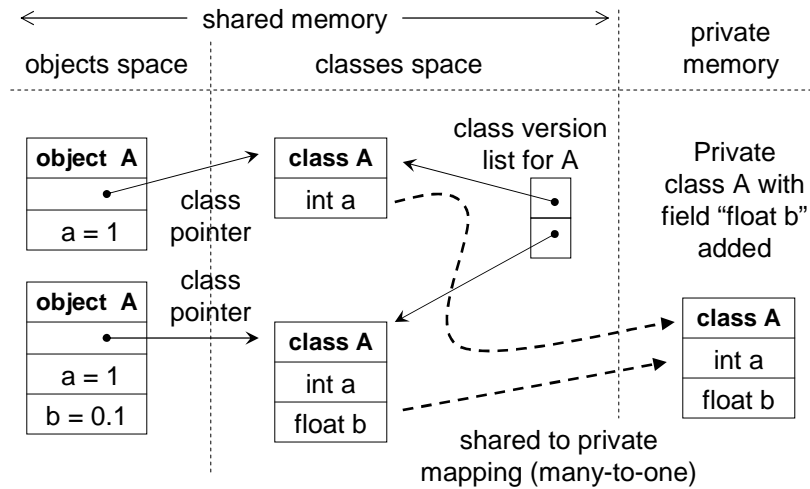 shared memory
objects space
classes space
private
memory
object A
a = 1
class
pointer
class A
int a
class version
list for A
Private
class A with
field “float b”
added
object A
a = 1
b = 0.1
class
pointer
class A
int a
float b
class A
int a
float b
shared to private
mapping (many-to-one)